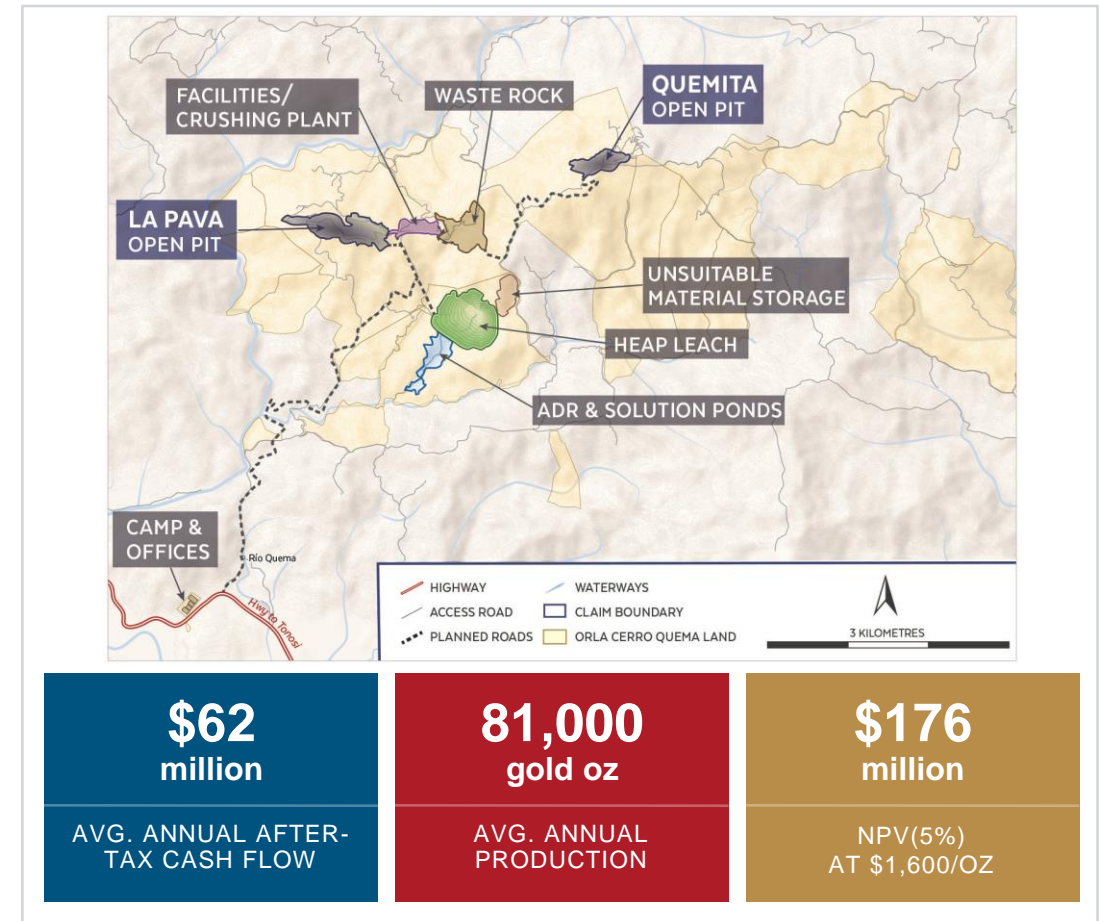 FACILITIES/
CRUSHING PLANT
WASTE ROCK
QUEMITA
OPEN PIT
LA PAVA
OPEN PIT
UNSUITABLE
MATERIAL STORAGE
HEAP LEACH
ADR & SOLUTION PONDS
CAMP &
OFFICES
Río Quema
Hwy to Tonosi
HIGHWAY
WATERWAYS
ACCESS ROAD
CLAIM BOUNDARY
PLANNED ROADS
ORLA CERRO QUEMA LAND
3 KILOMETRES
$62
million
AVG. ANNUAL AFTER-
TAX CASH FLOW
81,000
gold oz
AVG. ANNUAL
PRODUCTION
$176
million
NPV(5%)
AT $1,600/OZ